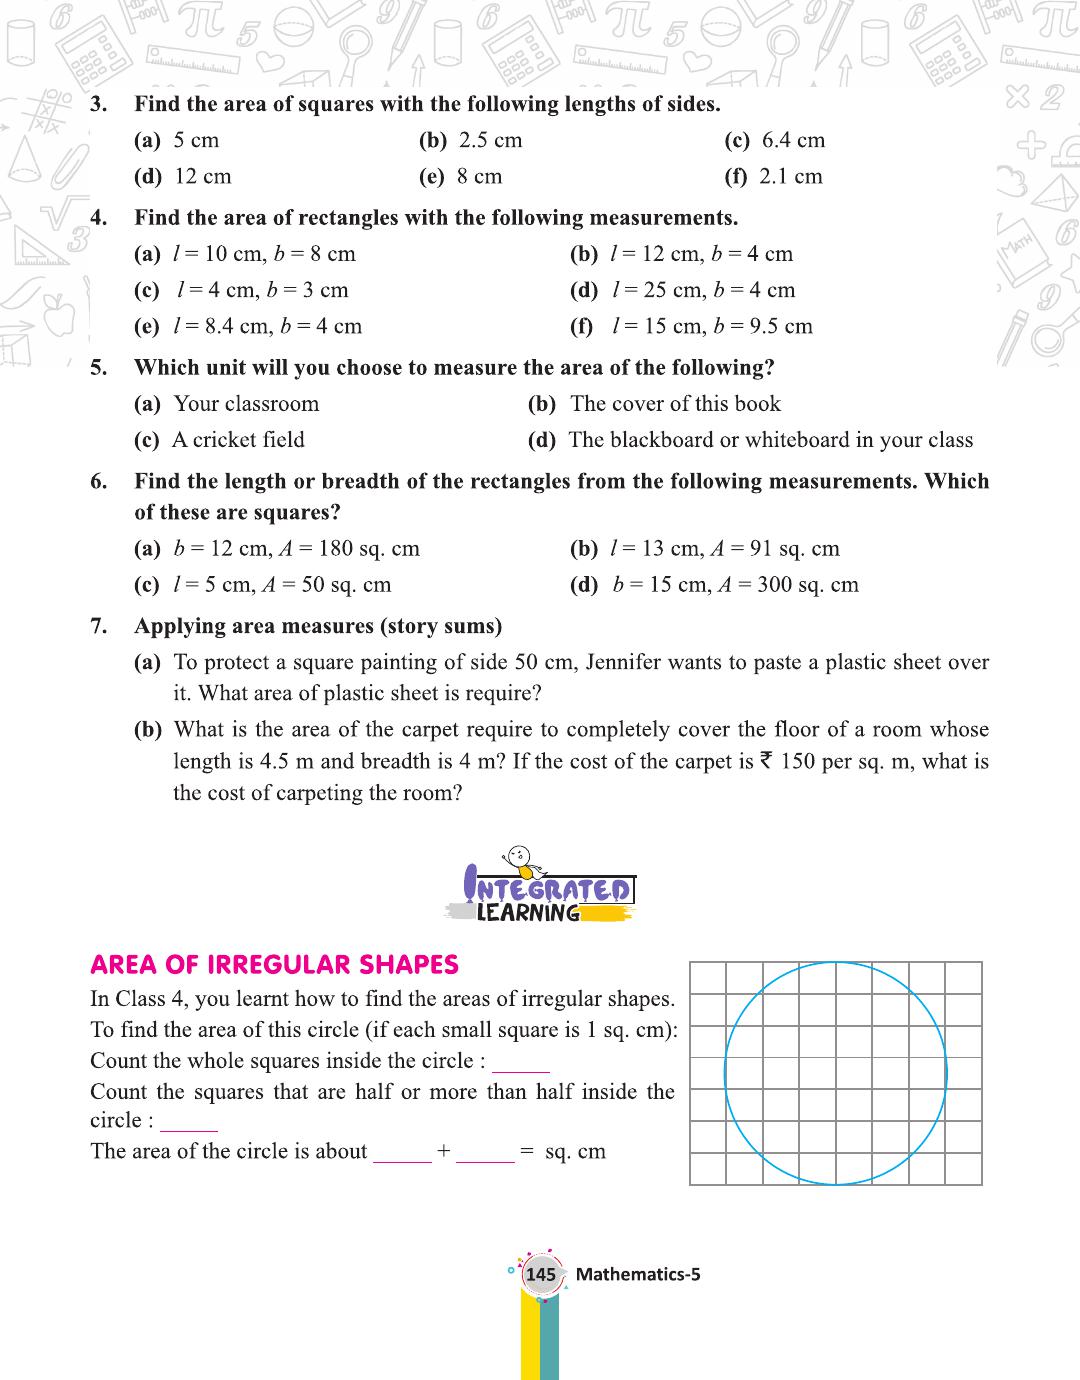 3. Find the area of squares with the following lengths of sides.
(a) 5 cm (b) 2.5 cm (c) 6.4 cm
(d) 12 cm (e) 8 cm (f) 2.1 cm
4. Find the area of rectangles with the following measurements.
(a) l = 10 cm, b = 8 cm (b) l = 12 cm, b = 4 cm
(c) l = 4 cm, b = 3 cm (d) l = 25 cm, b = 4 cm
(e) l = 8.4 cm, b = 4 cm (f) l = 15 cm, b = 9.5 cm
5. Which unit will you choose to measure the area of the following?
(a) Your classroom (b) The cover of this book
(c) A cricket field (d) The blackboard or whiteboard in your class
6. Find the length or breadth of the rectangles from the following measurements. Which
of these are squares?
(a) b = 12 cm, A = 180 sq. cm (b) l = 13 cm, A = 91 sq. cm
(c) l = 5 cm, A = 50 sq. cm (d) b = 15 cm, A = 300 sq. cm
7. Applying area measures (story sums)
(a) To protect a square painting of side 50 cm, Jennifer wants to paste a plastic sheet over
it. What area of plastic sheet is require?
(b) What is the area of the carpet require to completely cover the floor of a room whose
length is 4.5 m and breadth is 4 m? If the cost of the carpet is ₹ 150 per sq. m, what is
the cost of carpeting the room?
INTEGRATED
LEARNING
AREA OF IRREGULAR SHAPES
In Class 4, you learnt how to find the areas of irregular shapes.
To find the area of this circle (if each small square is 1 sq. cm):
Count the whole squares inside the circle : _____
Count the squares that are half or more than half inside the
circle : _____
The area of the circle is about _____ + _____ = sq. cm
145 Mathematics-5